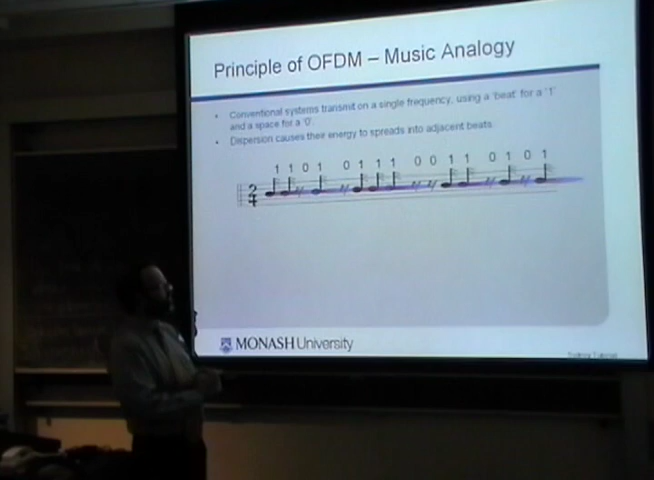 Principle of OFDM – Music Analogy
• Conventional systems transmit on a single frequency, using a 'beat' for a '1'
and a space for a '0'.
• Dispersion causes their energy to spreads into adjacent beats.
1 1 0 1 0 1 1 1 0 0 1 1 0 1 0 1
2
4
MONASH University